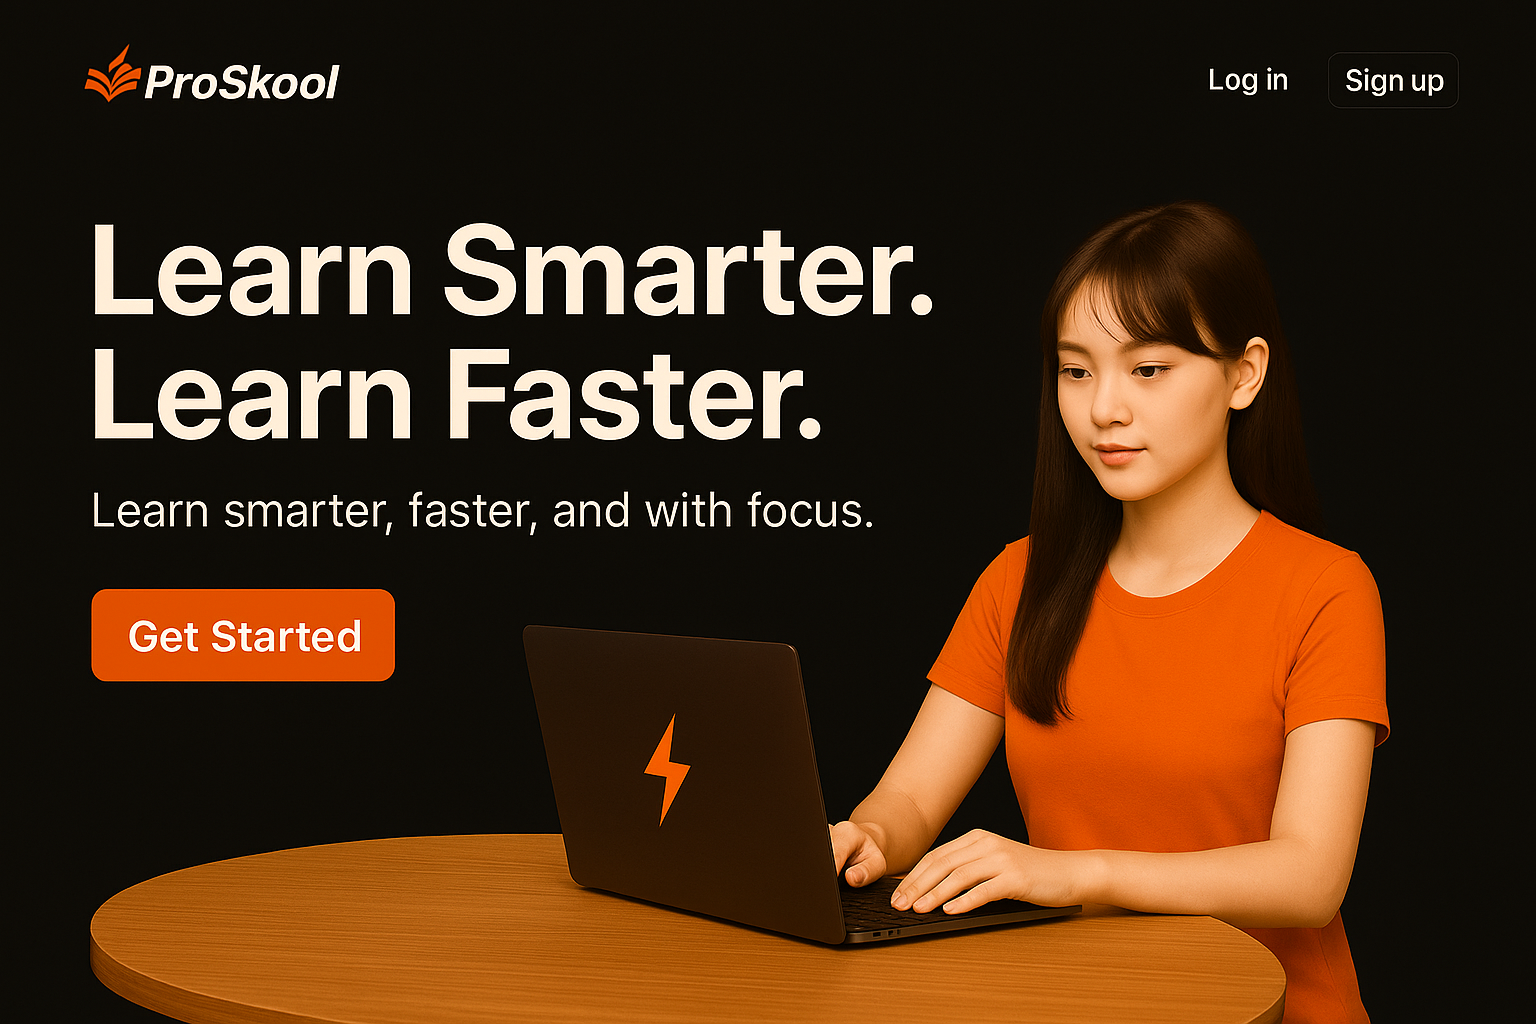 ProSkool
Log in
Sign up
Learn Smarter.
Learn Faster.
Learn smarter, faster, and with focus.
Get Started